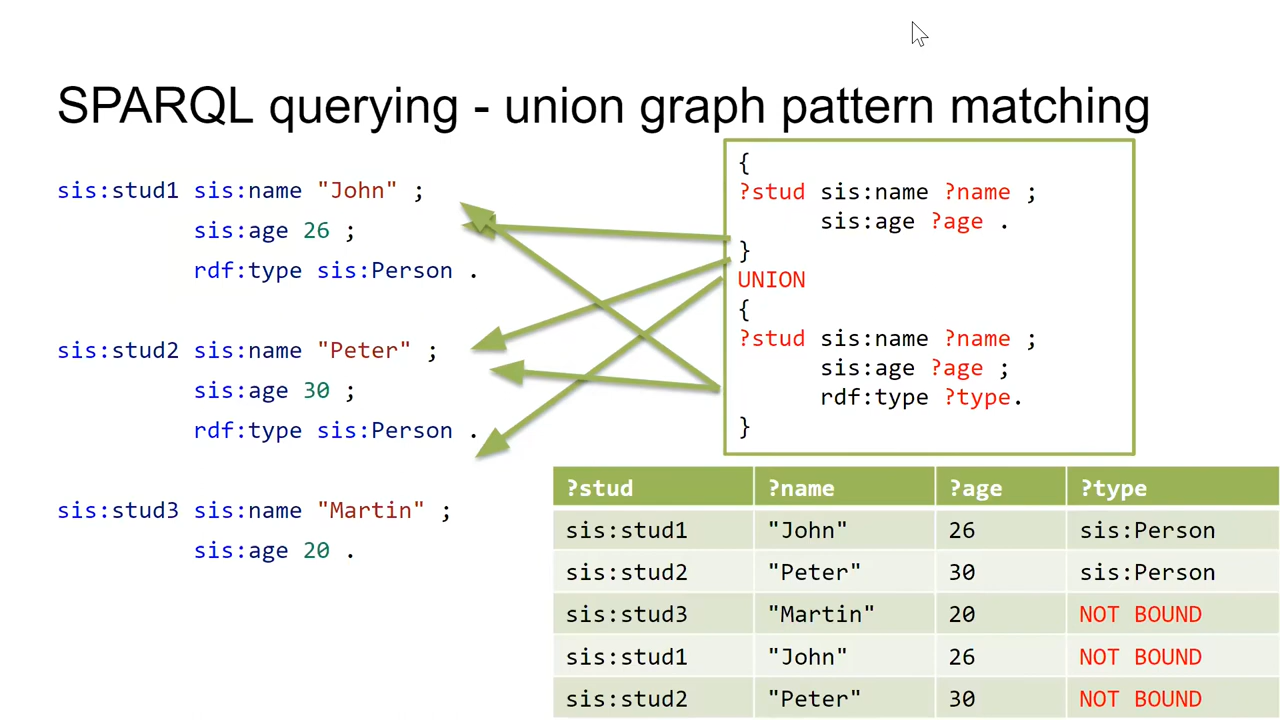 SPARQL querying - union graph pattern matching
sis:stud1 sis:name "John" ;
sis:age 26 ;
rdf:type sis:Person .
sis:stud2 sis:name "Peter" ;
sis:age 30 ;
rdf:type sis:Person .
sis:stud3 sis:name "Martin" ;
sis:age 20 .
{
?stud sis:name ?name ;
sis:age ?age .
}
UNION
{
?stud sis:name ?name ;
sis:age ?age ;
rdf:type ?type.
}
?stud ?name ?age ?type
sis:stud1 "John" 26 sis:Person
sis:stud2 "Peter" 30 sis:Person
sis:stud3 "Martin" 20 NOT BOUND
sis:stud1 "John" 26 NOT BOUND
sis:stud2 "Peter" 30 NOT BOUND